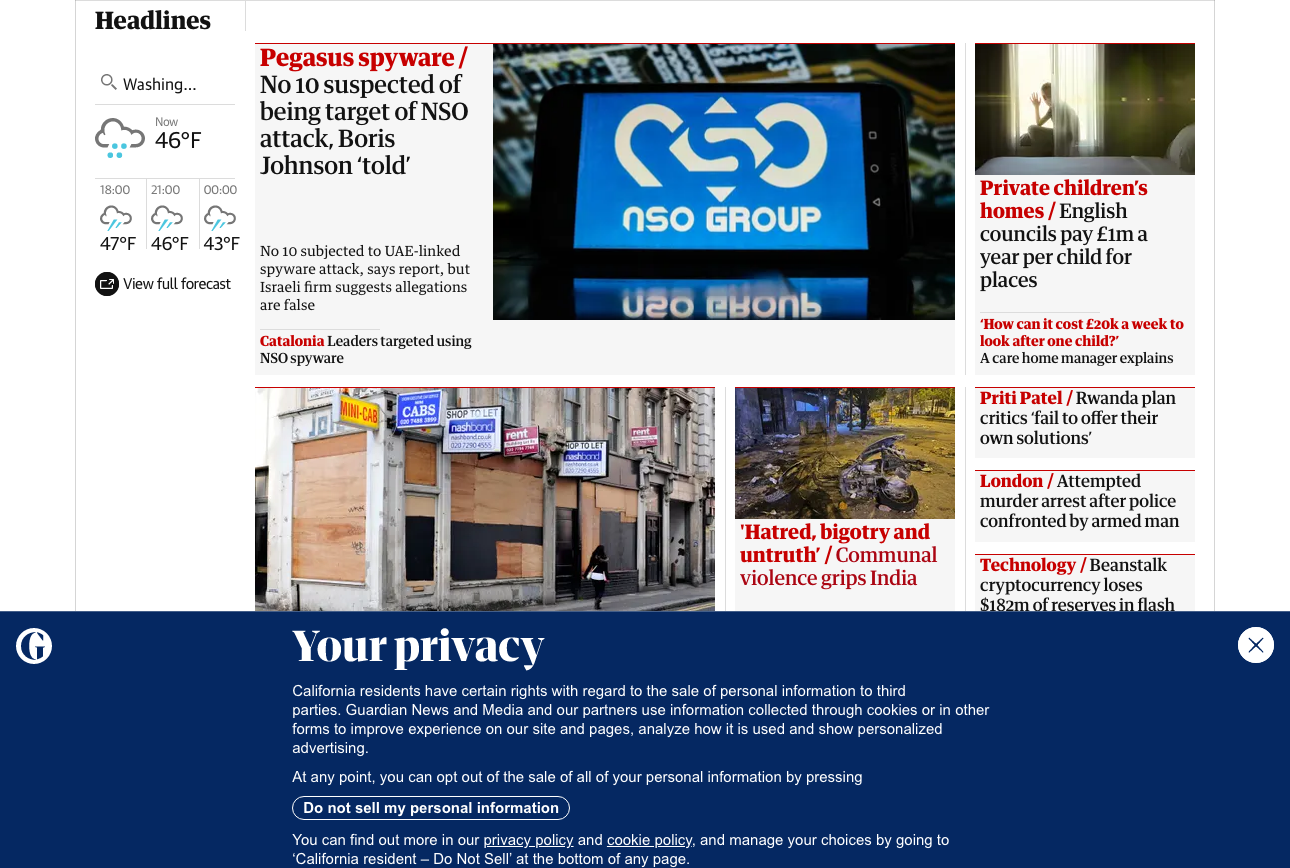 Headlines
Washing...
Now
46°F
18:00
21:00
00:00
47°F
46°F
43°F
View full forecast
Pegasus spyware /
No 10 suspected of
being target of NSO
attack, Boris
Johnson ‘told’
No 10 subjected to UAE-linked
spyware attack, says report, but
Israeli firm suggests allegations
are false
Catalonia Leaders targeted using
NSO spyware
NSO GROUP
Private children’s
homes / English
councils pay £1m a
year per child for
places
‘How can it cost £20k a week to
look after one child?’
A care home manager explains
MINI-CAB
CABS
020 7488 3899
SHOP TO LET
nashbond
nashbond.co.uk
020 7290 4555
rent
SHOP TO LET
nashbond
rent
'Hatred, bigotry and
untruth’ / Communal
violence grips India
Priti Patel / Rwanda plan
critics ‘fail to offer their
own solutions’
London / Attempted
murder arrest after police
confronted by armed man
Technology / Beanstalk
cryptocurrency loses
$182m of reserves in flash
G
Your privacy
California residents have certain rights with regard to the sale of personal information to third
parties. Guardian News and Media and our partners use information collected through cookies or in other
forms to improve experience on our site and pages, analyze how it is used and show personalized
advertising.
At any point, you can opt out of the sale of all of your personal information by pressing
Do not sell my personal information
You can find out more in our privacy policy and cookie policy, and manage your choices by going to
‘California resident – Do Not Sell’ at the bottom of any page.